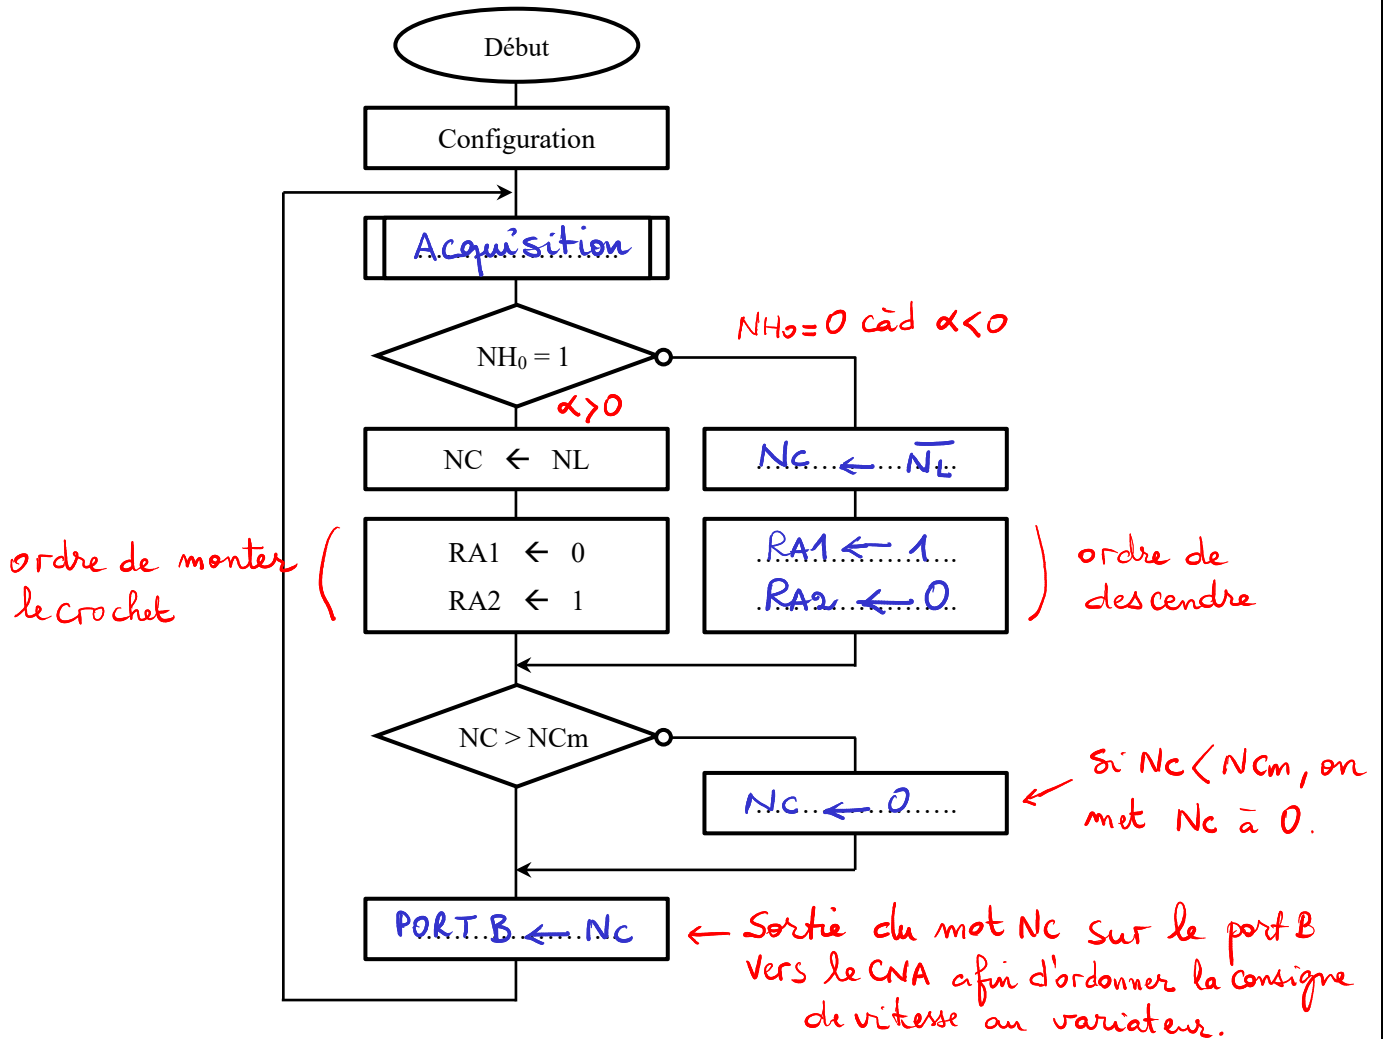 Début
Configuration
Acquisition
NH₀=0 càd α<0
NH₀ = 1
α>0
NC ← NL
Nc ← N̅L̅
RA1 ← 0
RA2 ← 1
RA1 ← 1
RA2 ← 0
ordre de monter
le crochet
ordre de
descendre
NC > NCm
Nc ← 0
si Nc < NCm, on
met Nc à 0.
PORT B ← Nc
← Sortie du mot Nc sur le port B
vers le CNA afin d'ordonner la consigne
de vitesse au variateur.